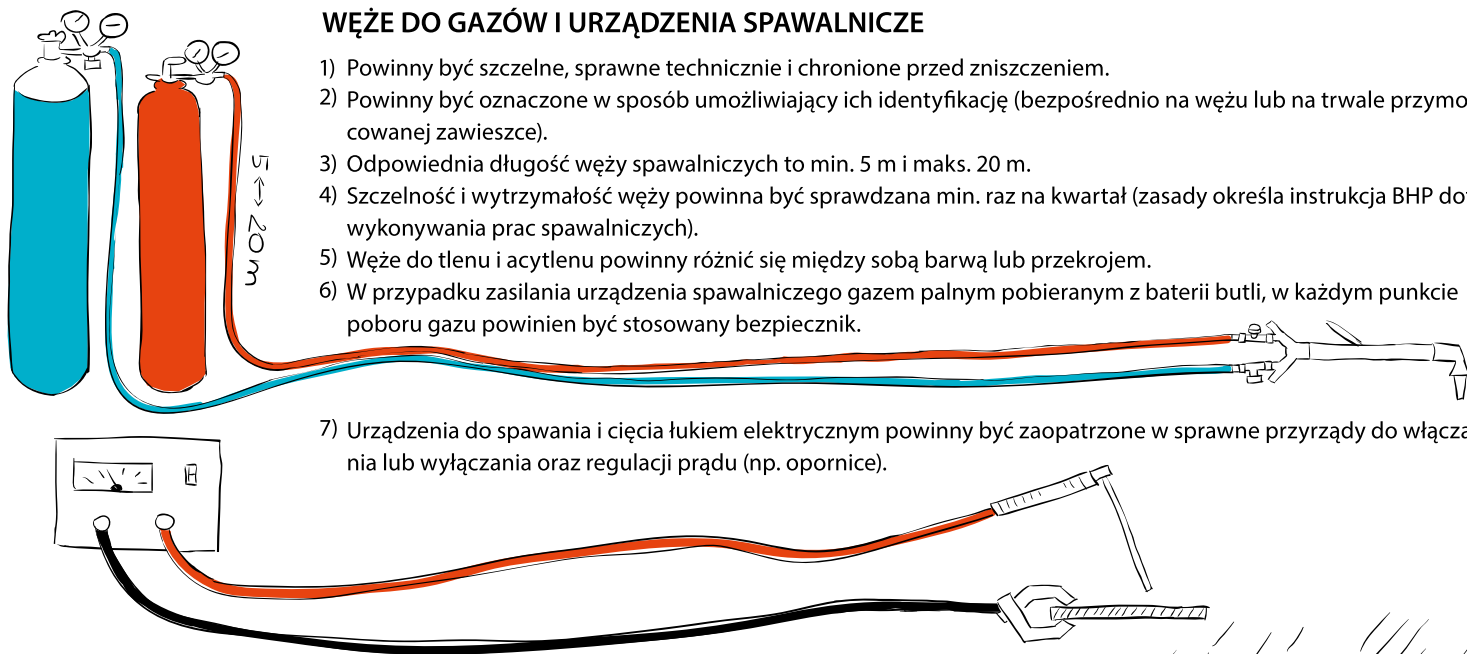 WĘŻE DO GAZÓW I URZĄDZENIA SPAWALNICZE
1) Powinny być szczelne, sprawne technicznie i chronione przed zniszczeniem.
2) Powinny być oznaczone w sposób umożliwiający ich identyfikację (bezpośrednio na wężu lub na trwale przymo
cowanej zawieszce).
3) Odpowiednia długość węży spawalniczych to min. 5 m i maks. 20 m.
4) Szczelność i wytrzymałość węży powinna być sprawdzana min. raz na kwartał (zasady określa instrukcja BHP do
wykonywania prac spawalniczych).
5) Węże do tlenu i acytlenu powinny różnić się między sobą barwą lub przekrojem.
6) W przypadku zasilania urządzenia spawalniczego gazem palnym pobieranym z baterii butli, w każdym punkcie
poboru gazu powinien być stosowany bezpiecznik.
5 ↔ 20 m
7) Urządzenia do spawania i cięcia łukiem elektrycznym powinny być zaopatrzone w sprawne przyrządy do włącza
nia lub wyłączania oraz regulacji prądu (np. opornice).